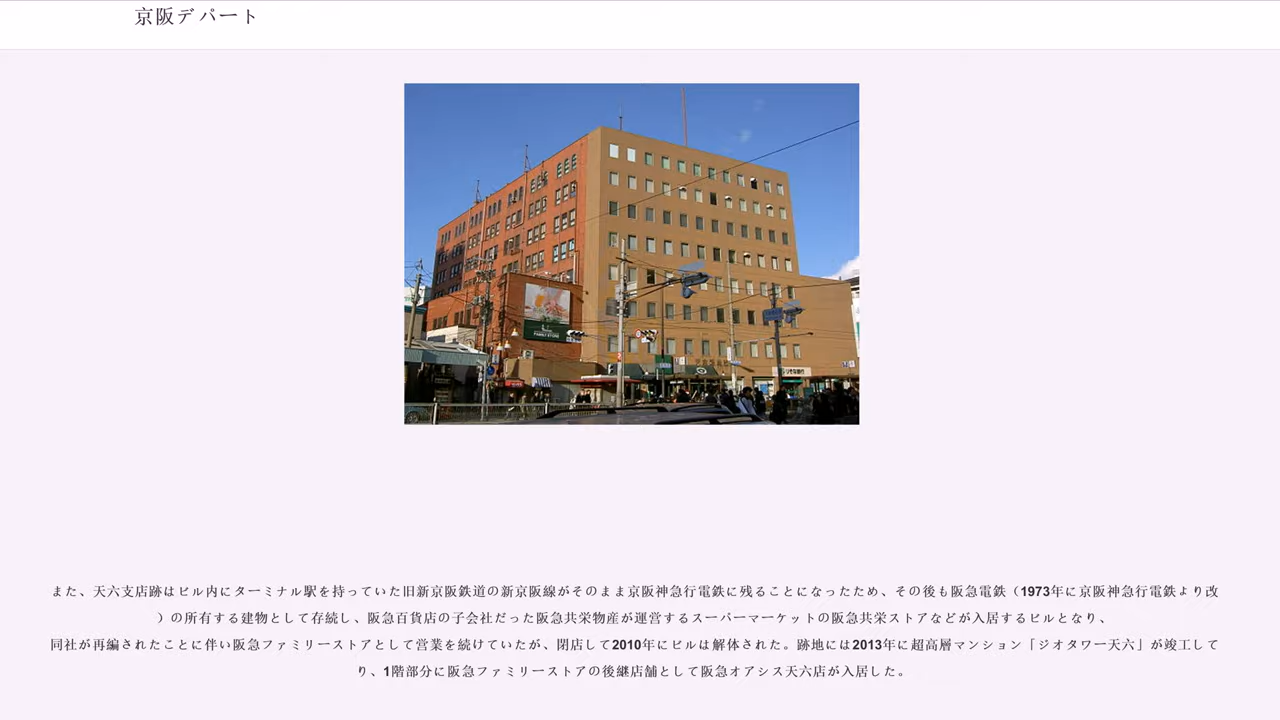 京阪デパート
FAMILY STORE
りそな銀行
また、天六支店跡はビル内にターミナル駅を持っていた旧新京阪鉄道の新京阪線がそのまま京阪神急行電鉄に残ることになったため、その後も阪急電鉄（1973年に京阪神急行電鉄より改
）の所有する建物として存続し、阪急百貨店の子会社だった阪急共栄物産が運営するスーパーマーケットの阪急共栄ストアなどが入居するビルとなり、
同社が再編されたことに伴い阪急ファミリーストアとして営業を続けていたが、閉店して2010年にビルは解体された。跡地には2013年に超高層マンション「ジオタワー天六」が竣工して
り、1階部分に阪急ファミリーストアの後継店舗として阪急オアシス天六店が入居した。